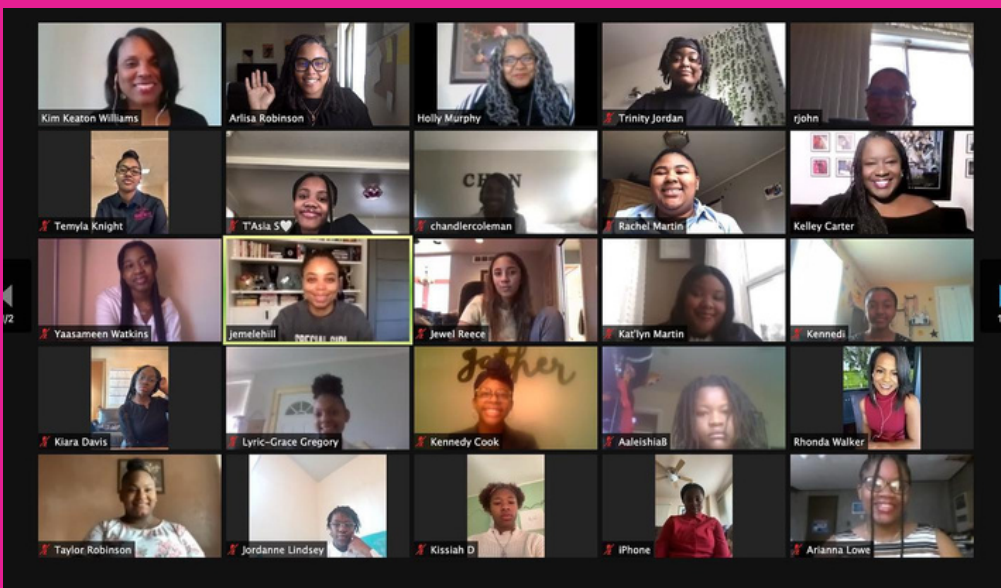 Kim Keaton Williams
Arlisa Robinson
Holly Murphy
Trinity Jordan
rjohn
Temyla Knight
T'Asia S🤍
CH
N
chandlercoleman
Rachel Martin
Kelley Carter
Yaasameen Watkins
jemelehill
Jewel Reece
Kat'lyn Martin
Kennedi
/2
Kiara Davis
Lyric-Grace Gregory
gather
Kennedy Cook
AaleishiaB
Rhonda Walker
Taylor Robinson
Jordanne Lindsey
Kissiah D
iPhone
Arianna Lowe